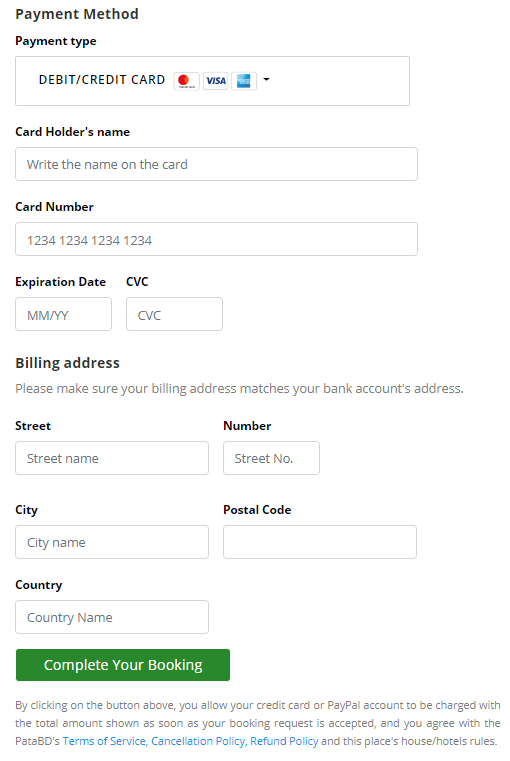 Payment Method
Payment type
DEBIT/CREDIT CARD VISA
Card Holder's name
Write the name on the card
Card Number
1234 1234 1234 1234
Expiration Date CVC
MM/YY CVC
Billing address
Please make sure your billing address matches your bank account's address.
Street Number
Street name Street No.
City Postal Code
City name
Country
Country Name
Complete Your Booking
By clicking on the button above, you allow your credit card or PayPal account to be charged with
the total amount shown as soon as your booking request is accepted, and you agree with the
PataBD's Terms of Service, Cancellation Policy, Refund Policy and this place's house/hotels rules.